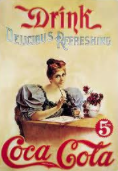 Drink
DELICIOUS REFRESHING
5¢
Coca Cola